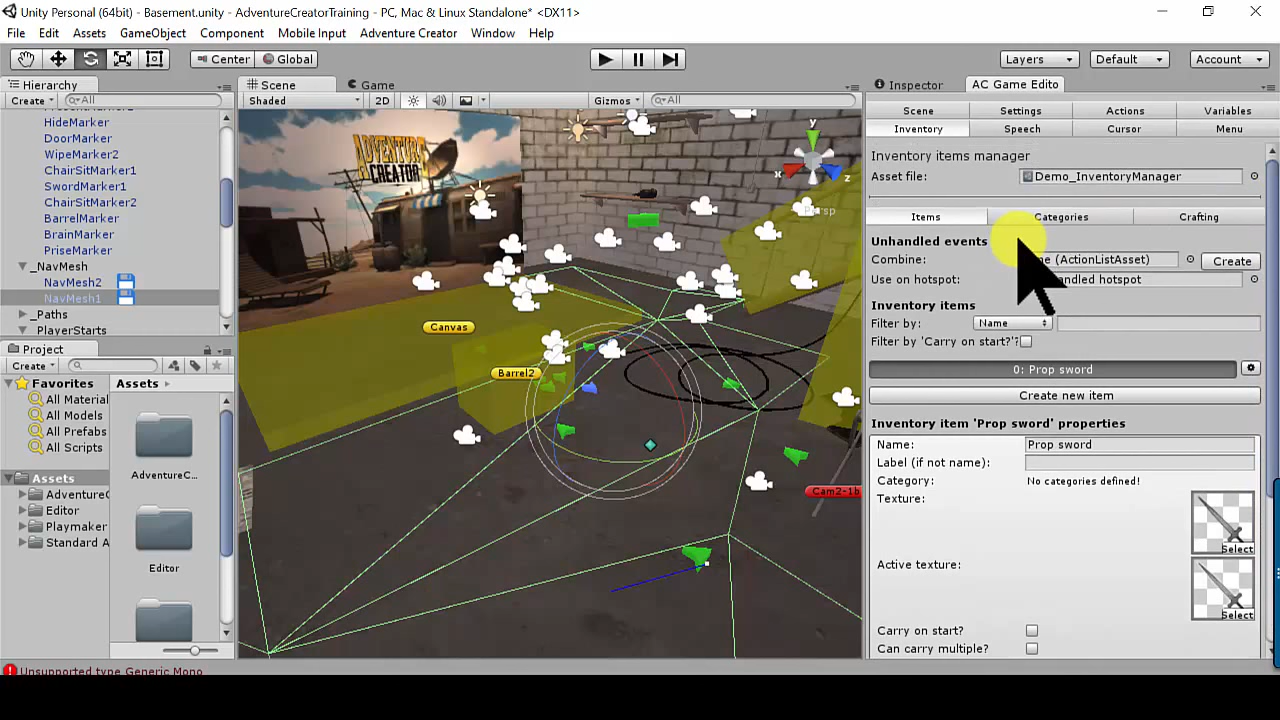 Unity Personal (64bit) - Basement.unity - AdventureCreatorTraining - PC, Mac & Linux Standalone* <DX11>
File Edit Assets GameObject Component Mobile Input Adventure Creator Window Help
Center Global Layers Default Account
Hierarchy Scene Game Inspector AC Game Edito
Create All Shaded 2D Gizmos All
Scene Settings Actions Variables
HideMarker
DoorMarker
WipeMarker2
ChairSitMarker1
SwordMarker1
ChairSitMarker2
BarrelMarker
BrainMarker
PriseMarker
_NavMesh
NavMesh2
NavMesh1
_Paths
PlayerStarts
ADVENTURE
CREATOR
y
x
z
Persp
Canvas
Barrel2
Cam2-1b
Inventory Speech Cursor Menu
Inventory items manager
Asset file: Demo_InventoryManager
Items Categories Crafting
Unhandled events
Combine: (ActionListAsset) Create
Use on hotspot: hotspot
Inventory items
Filter by: Name
Filter by 'Carry on start?'?
0: Prop sword
Create new item
Inventory item 'Prop sword' properties
Name: Prop sword
Label (if not name):
Category: No categories defined!
Texture:
Select
Active texture:
Select
Carry on start?
Can carry multiple?
Project
Create
Favorites
All Material
All Models
All Prefabs
All Scripts
Assets
Editor
Playmaker
Standard A
Assets
AdventureC...
Editor
Unsupported type Generic Mono